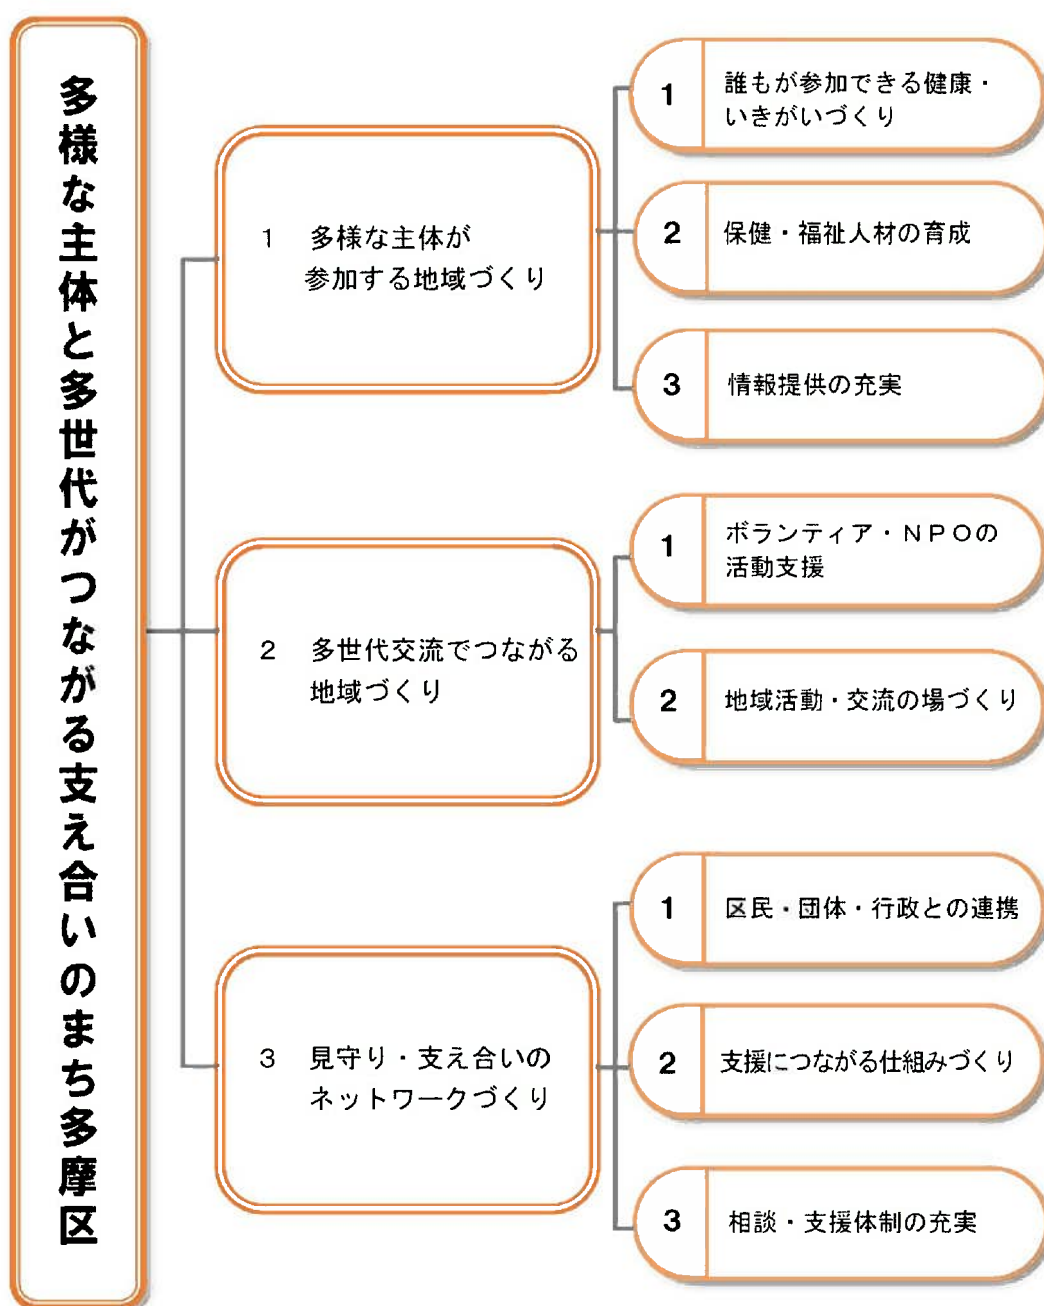 多様な主体と多世代がつながる支え合いのまち多摩区
1 多様な主体が
参加する地域づくり
1 誰もが参加できる健康・
いきがいづくり
2 保健・福祉人材の育成
3 情報提供の充実
2 多世代交流でつながる
地域づくり
1 ボランティア・NPOの
活動支援
2 地域活動・交流の場づくり
3 見守り・支え合いの
ネットワークづくり
1 区民・団体・行政との連携
2 支援につながる仕組みづくり
3 相談・支援体制の充実